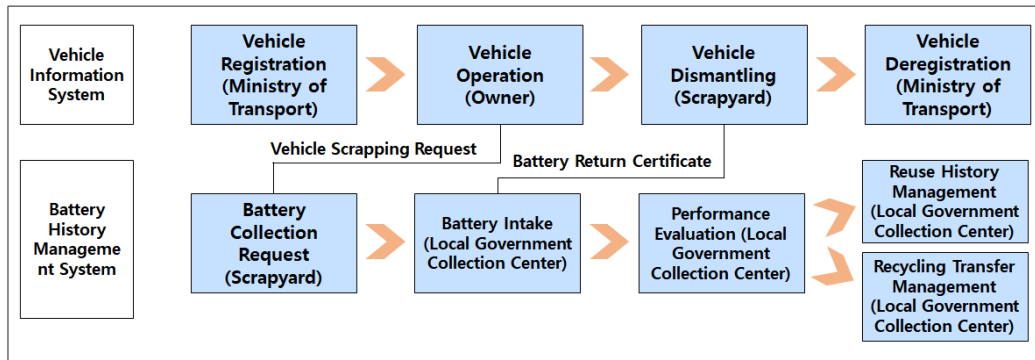 Vehicle
Information
System
Vehicle
Registration
(Ministry of
Transport)
Vehicle
Operation
(Owner)
Vehicle
Dismantling
(Scrapyard)
Vehicle
Deregistration
(Ministry of
Transport)
Vehicle Scrapping Request
Battery Return Certificate
Battery
History
Manageme
nt System
Battery
Collection
Request
(Scrapyard)
Battery Intake
(Local Government
Collection Center)
Performance
Evaluation (Local
Government
Collection Center)
Reuse History
Management
(Local Government
Collection Center)
Recycling Transfer
Management
(Local Government
Collection Center)